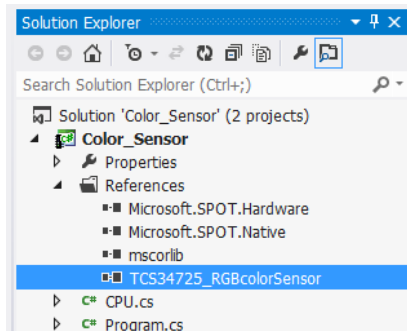 Solution Explorer
Search Solution Explorer (Ctrl+;)
Solution 'Color_Sensor' (2 projects)
Color_Sensor
Properties
References
Microsoft.SPOT.Hardware
Microsoft.SPOT.Native
mscorlib
TCS34725_RGBcolorSensor
C# CPU.cs
C# Program.cs